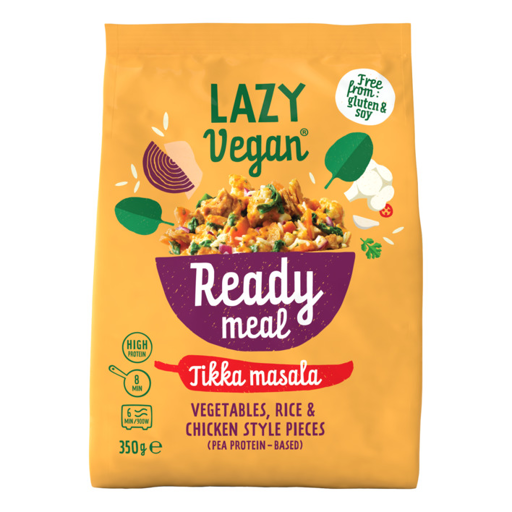 LAZY
Vegan®
Free
from:
gluten &
soy
Ready
meal
Tikka masala
HIGH
PROTEIN
8
MIN
6
MIN/700W
VEGETABLES, RICE &
CHICKEN STYLE PIECES
(PEA PROTEIN-BASED)
350g e